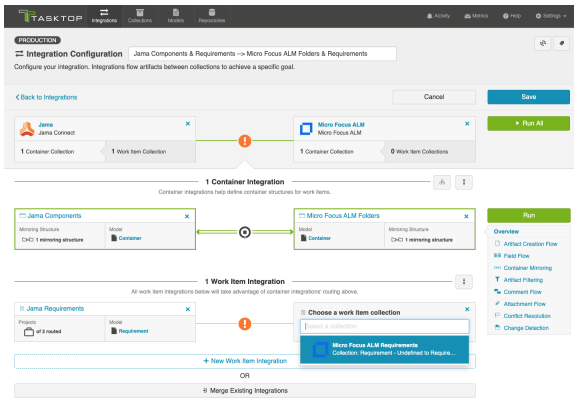 TASKTOP
Integrations
Collections
Models
Repositories
Activity
Metrics
Help
Settings
PRODUCTION
Integration Configuration
Jama Components & Requirements --> Micro Focus ALM Folders & Requirements
Configure your integration. Integrations flow artifacts between collections to achieve a specific goal.
Back to Integrations
Cancel
Save
Jama
Jama Connect
1 Container Collection
1 Work Item Collection
Micro Focus ALM
Micro Focus ALM
1 Container Collection
0 Work Item Collections
Run All
1 Container Integration
Container integrations help define container structures for work items.
Jama Components
Mirroring Structure
1 mirroring structure
Model
Container
Micro Focus ALM Folders
Model
Container
Mirroring Structure
1 mirroring structure
Run
Overview
Artifact Creation Flow
Field Flow
Container Mirroring
Artifact Filtering
Comment Flow
Attachment Flow
Conflict Resolution
Change Detection
1 Work Item Integration
All work item integrations below will take advantage of container integrations' routing above.
Jama Requirements
Projects
of 2 routed
Model
Requirement
Choose a work item collection
Select a collection
Micro Focus ALM Requirements
Collection: Requirement - Undefined to Require...
+ New Work Item Integration
OR
Merge Existing Integrations